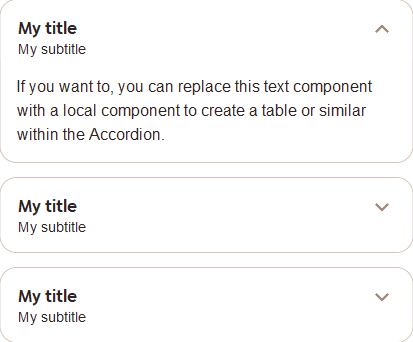 My title
My subtitle
If you want to, you can replace this text component
with a local component to create a table or similar
within the Accordion.
My title
My subtitle
My title
My subtitle